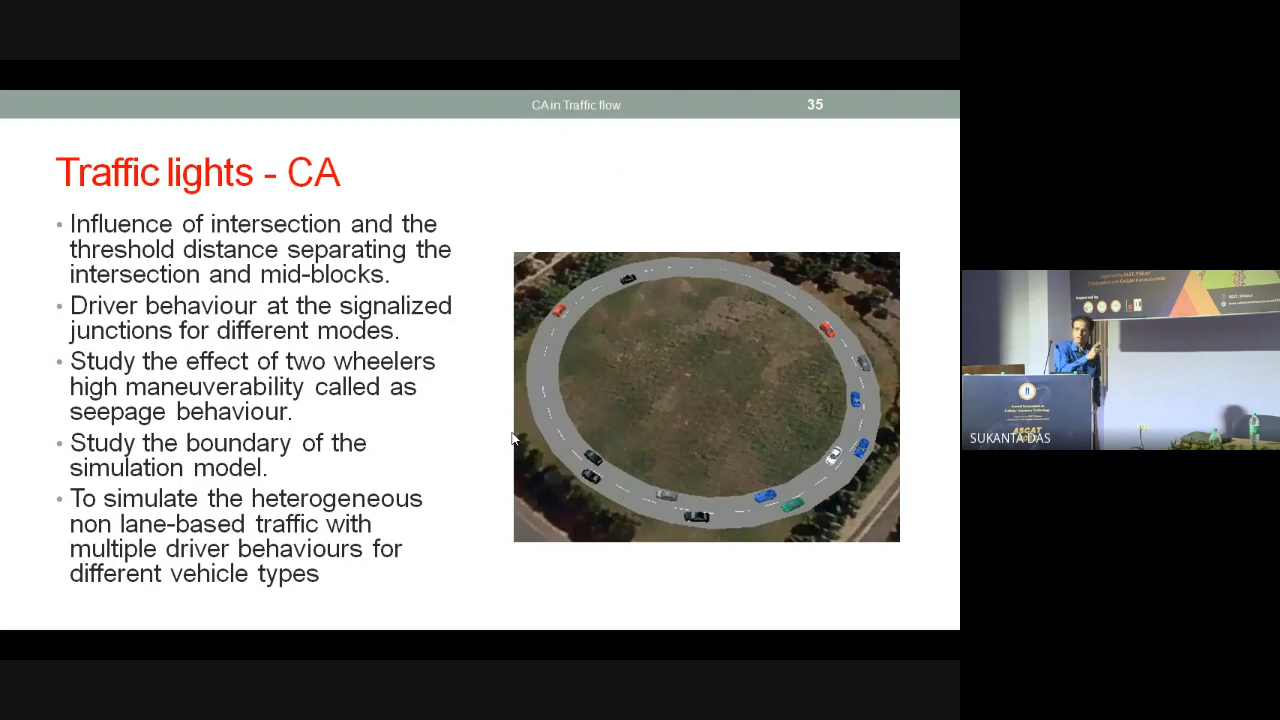 CA in Traffic flow
35
Traffic lights - CA
• Influence of intersection and the
threshold distance separating the
intersection and mid-blocks.
• Driver behaviour at the signalized
junctions for different modes.
• Study the effect of two wheelers
high maneuverability called as
seepage behaviour.
• Study the boundary of the
simulation model.
• To simulate the heterogeneous
non lane-based traffic with
multiple driver behaviours for
different vehicle types
Supported by
SUKANTA DAS